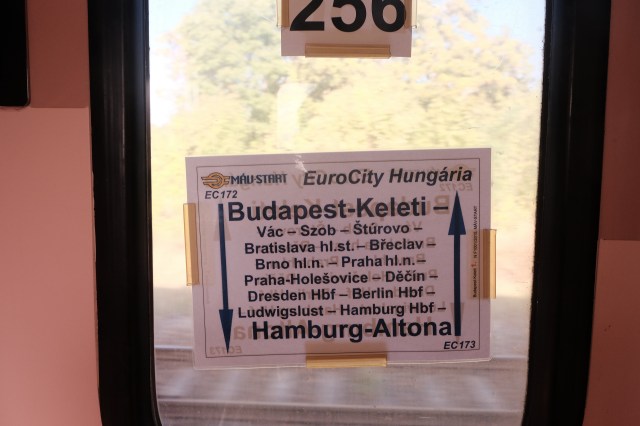 256
MÁV-START EuroCity Hungária
EC172
Budapest-Keleti –
Vác – Szob – Štúrovo –
Bratislava hl.st. – Břeclav –
Brno hl.n. – Praha hl.n. –
Praha-Holešovice – Děčín –
Dresden Hbf – Berlin Hbf –
Ludwigslust – Hamburg Hbf –
Hamburg-Altona
EC173